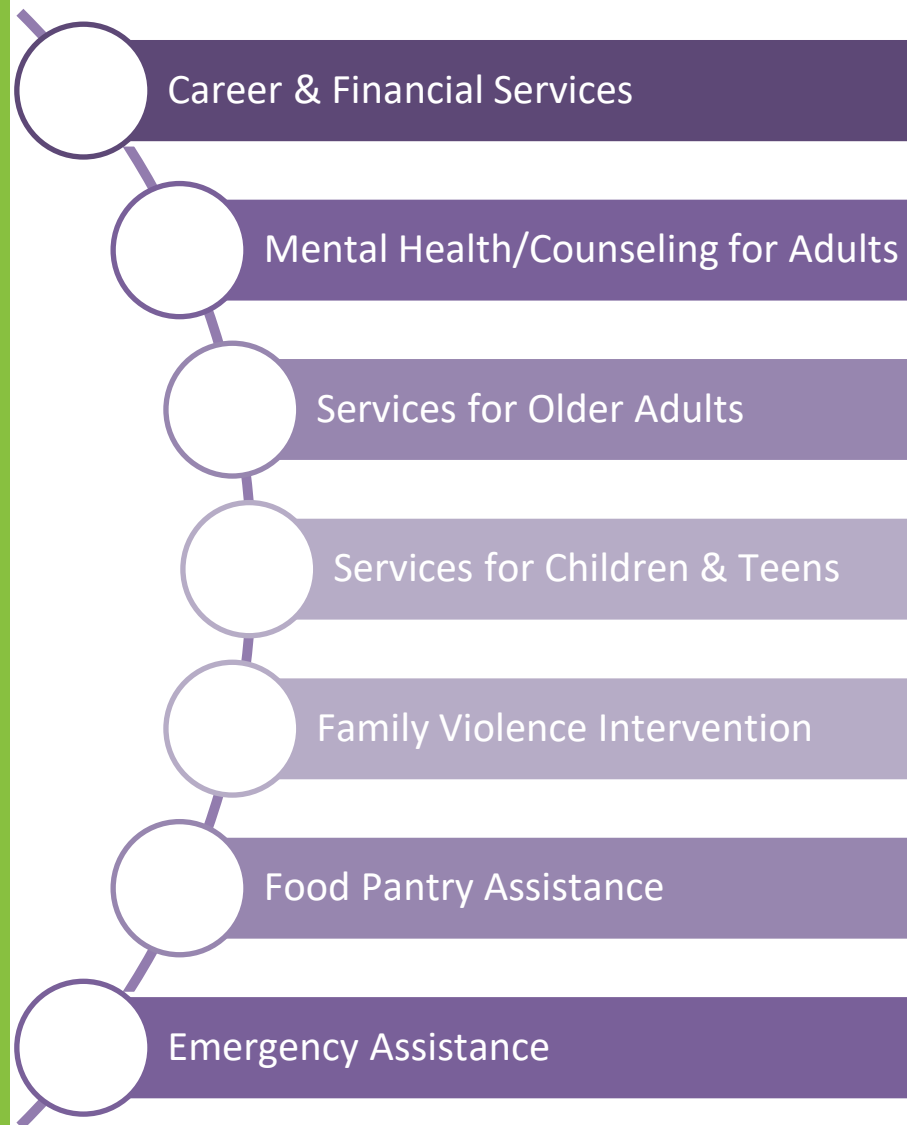 Career & Financial Services
Mental Health/Counseling for Adults
Services for Older Adults
Services for Children & Teens
Family Violence Intervention
Food Pantry Assistance
Emergency Assistance